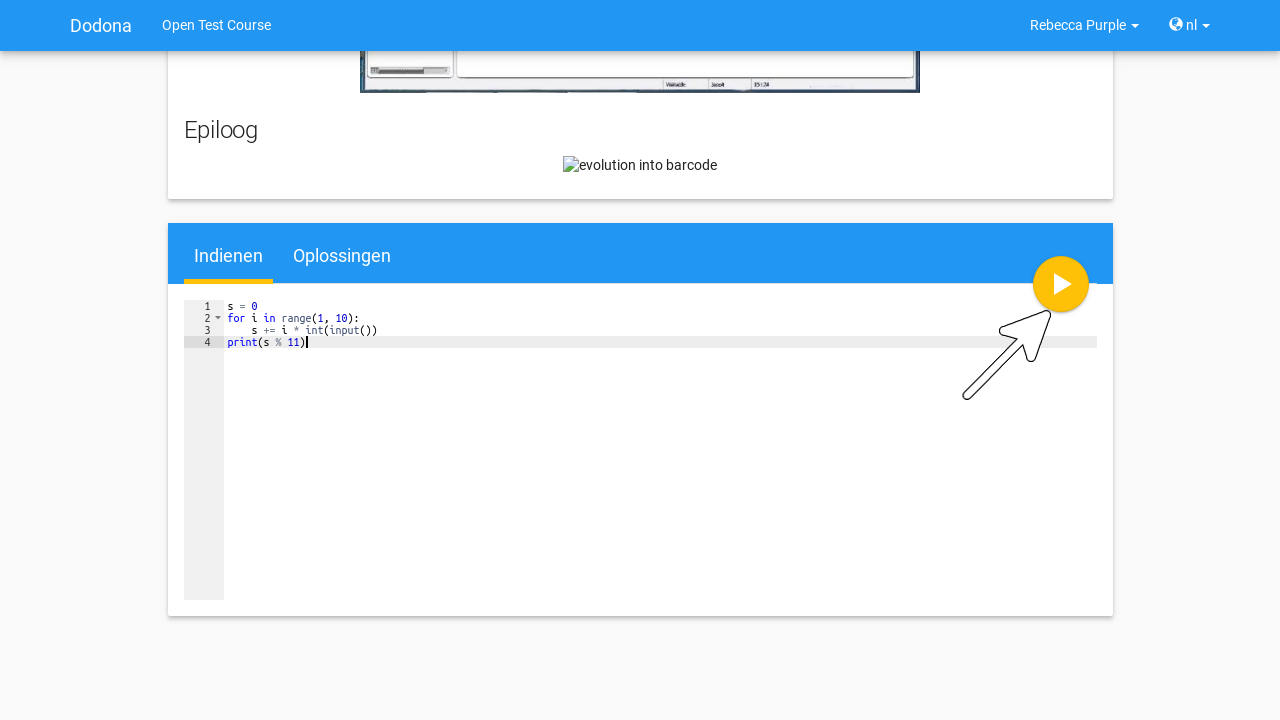 Dodona Open Test Course Rebecca Purple nl
Epiloog
evolution into barcode
Indienen Oplossingen
1 s = 0
2 for i in range(1, 10):
3 s += i * int(input())
4 print(s % 11)